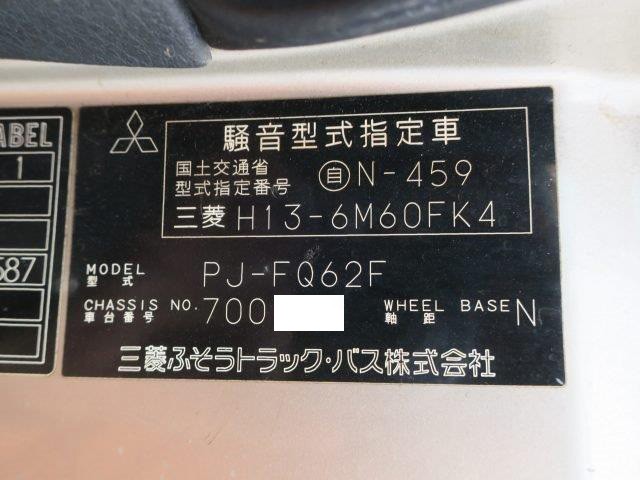 ABEL
1
587
騒音型式指定車
国土交通省
型式指定番号 自N-459
三菱 H13-6M60FK4
MODEL
型式 PJ-FQ62F
CHASSIS NO.
車台番号 700
WHEEL BASE
軸距 N
三菱ふそうトラック・バス株式会社